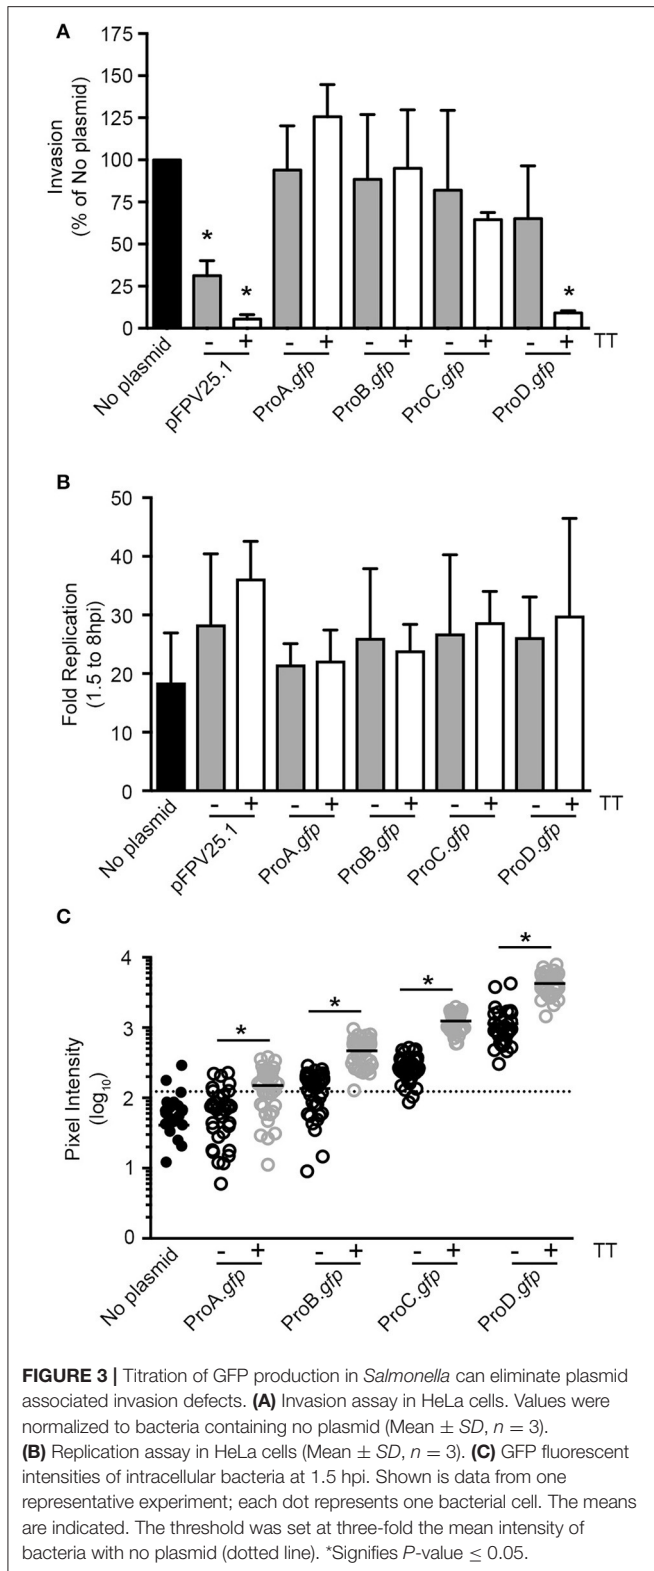 A
Invasion
(% of No plasmid)
175
150
125
100
75
50
25
0
*
*
*
- + - + - + - + - + TT
No plasmid
pFPV25.1
ProA.gfp
ProB.gfp
ProC.gfp
ProD.gfp
B
Fold Replication
(1.5 to 8hpi)
50
40
30
20
10
0
- + - + - + - + - + TT
No plasmid
pFPV25.1
ProA.gfp
ProB.gfp
ProC.gfp
ProD.gfp
C
Pixel Intensity
(log10)
4
3
2
1
0
*
*
*
*
- + - + - + - + TT
No plasmid
ProA.gfp
ProB.gfp
ProC.gfp
ProD.gfp
FIGURE 3 | Titration of GFP production in Salmonella can eliminate plasmid
associated invasion defects. (A) Invasion assay in HeLa cells. Values were
normalized to bacteria containing no plasmid (Mean ± SD, n = 3).
(B) Replication assay in HeLa cells (Mean ± SD, n = 3). (C) GFP fluorescent
intensities of intracellular bacteria at 1.5 hpi. Shown is data from one
representative experiment; each dot represents one bacterial cell. The means
are indicated. The threshold was set at three-fold the mean intensity of
bacteria with no plasmid (dotted line). *Signifies P-value ≤ 0.05.